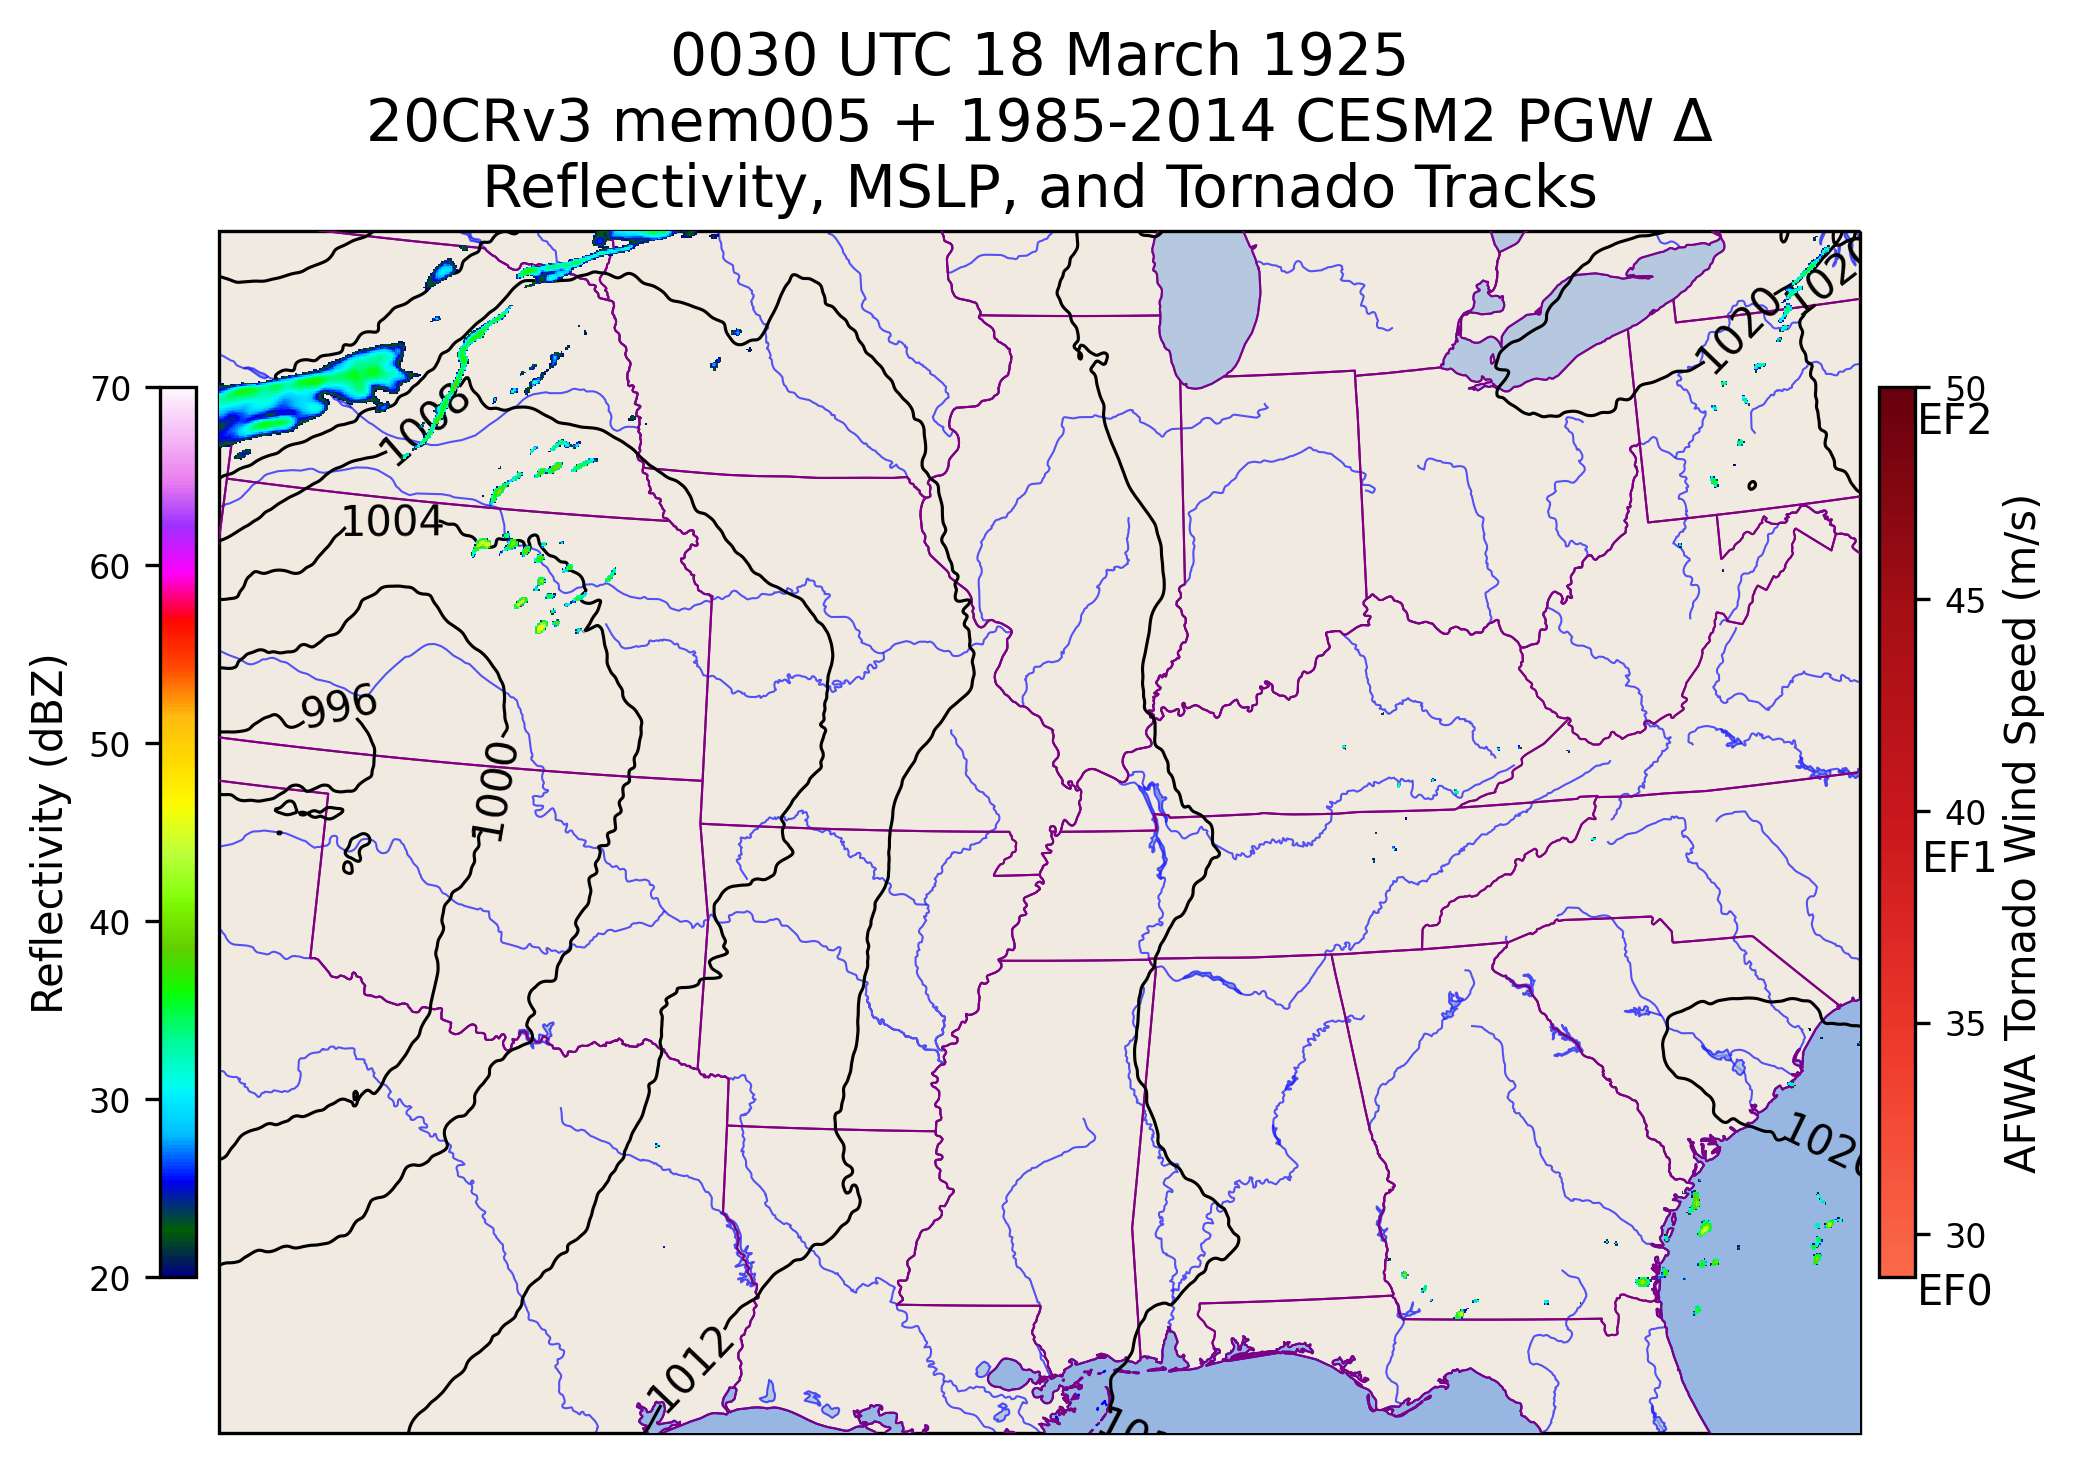 0030 UTC 18 March 1925
20CRv3 mem005 + 1985-2014 CESM2 PGW Δ
Reflectivity, MSLP, and Tornado Tracks
1020
1020
1008
1004
996
1000
1020
1012
70
60
50
40
30
20
Reflectivity (dBZ)
50
EF2
45
40
EF1
35
30
EF0
AFWA Tornado Wind Speed (m/s)